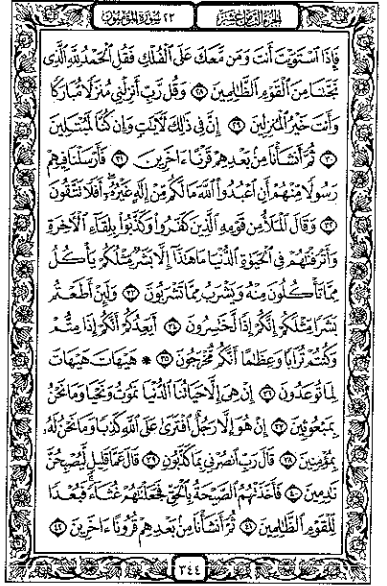 الجزء الثامن عشر ٢٣ سورة المؤمنون
فَإِذَا ٱسْتَوَيْتَ أَنتَ وَمَن مَّعَكَ عَلَى ٱلْفُلْكِ فَقُلِ ٱلْحَمْدُ لِلَّهِ ٱلَّذِى
نَجَّىٰنَا مِنَ ٱلْقَوْمِ ٱلظَّٰلِمِينَ ٢٨ وَقُل رَّبِّ أَنزِلْنِى مُنزَلًا مُّبَارَكًا
وَأَنتَ خَيْرُ ٱلْمُنزِلِينَ ٢٩ إِنَّ فِى ذَٰلِكَ لَءَايَٰتٍ وَإِن كُنَّا لَمُبْتَلِينَ
٣٠ ثُمَّ أَنشَأْنَا مِنۢ بَعْدِهِمْ قَرْنًا ءَاخَرِينَ ٣١ فَأَرْسَلْنَا فِيهِمْ
رَسُولًا مِّنْهُمْ أَنِ ٱعْبُدُوا۟ ٱللَّهَ مَا لَكُم مِّنْ إِلَٰهٍ غَيْرُهُۥٓ أَفَلَا تَتَّقُونَ
٣٢ وَقَالَ ٱلْمَلَأُ مِن قَوْمِهِ ٱلَّذِينَ كَفَرُوا۟ وَكَذَّبُوا۟ بِلِقَآءِ ٱلْءَاخِرَةِ
وَأَتْرَفْنَٰهُمْ فِى ٱلْحَيَوٰةِ ٱلدُّنْيَا مَا هَٰذَآ إِلَّا بَشَرٌ مِّثْلُكُمْ يَأْكُلُ
مِمَّا تَأْكُلُونَ مِنْهُ وَيَشْرَبُ مِمَّا تَشْرَبُونَ ٣٣ وَلَئِنْ أَطَعْتُم
بَشَرًا مِّثْلَكُمْ إِنَّكُمْ إِذًا لَّخَٰسِرُونَ ٣٤ أَيَعِدُكُمْ أَنَّكُمْ إِذَا مِتُّمْ
وَكُنتُمْ تُرَابًا وَعِظَٰمًا أَنَّكُم مُّخْرَجُونَ ٣٥ * هَيْهَاتَ هَيْهَاتَ
لِمَا تُوعَدُونَ ٣٦ إِنْ هِىَ إِلَّا حَيَاتُنَا ٱلدُّنْيَا نَمُوتُ وَنَحْيَا وَمَا نَحْنُ
بِمَبْعُوثِينَ ٣٧ إِنْ هُوَ إِلَّا رَجُلٌ ٱفْتَرَىٰ عَلَى ٱللَّهِ كَذِبًا وَمَا نَحْنُ لَهُۥ
بِمُؤْمِنِينَ ٣٨ قَالَ رَبِّ ٱنصُرْنِى بِمَا كَذَّبُونِ ٣٩ قَالَ عَمَّا قَلِيلٍ لَّيُصْبِحُنَّ
نَٰدِمِينَ ٤٠ فَأَخَذَتْهُمُ ٱلصَّيْحَةُ بِٱلْحَقِّ فَجَعَلْنَٰهُمْ غُثَآءً فَبُعْدًا
لِّلْقَوْمِ ٱلظَّٰلِمِينَ ٤١ ثُمَّ أَنشَأْنَا مِنۢ بَعْدِهِمْ قُرُونًا ءَاخَرِينَ ٤٢
٣٤٤